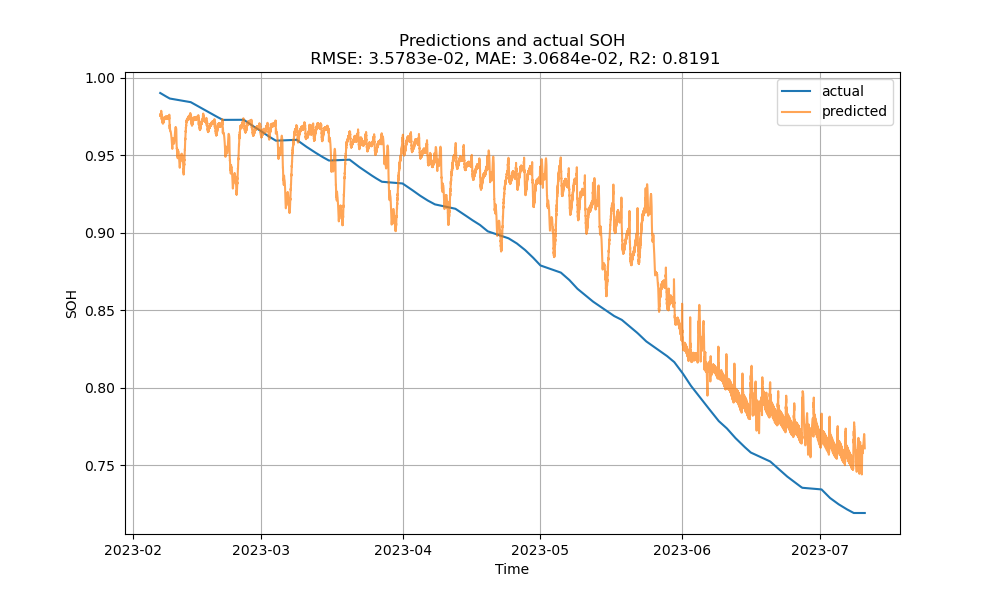 Predictions and actual SOH
RMSE: 3.5783e-02, MAE: 3.0684e-02, R2: 0.8191
actual
predicted
1.00
0.95
0.90
0.85
0.80
0.75
SOH
2023-02
2023-03
2023-04
2023-05
2023-06
2023-07
Time